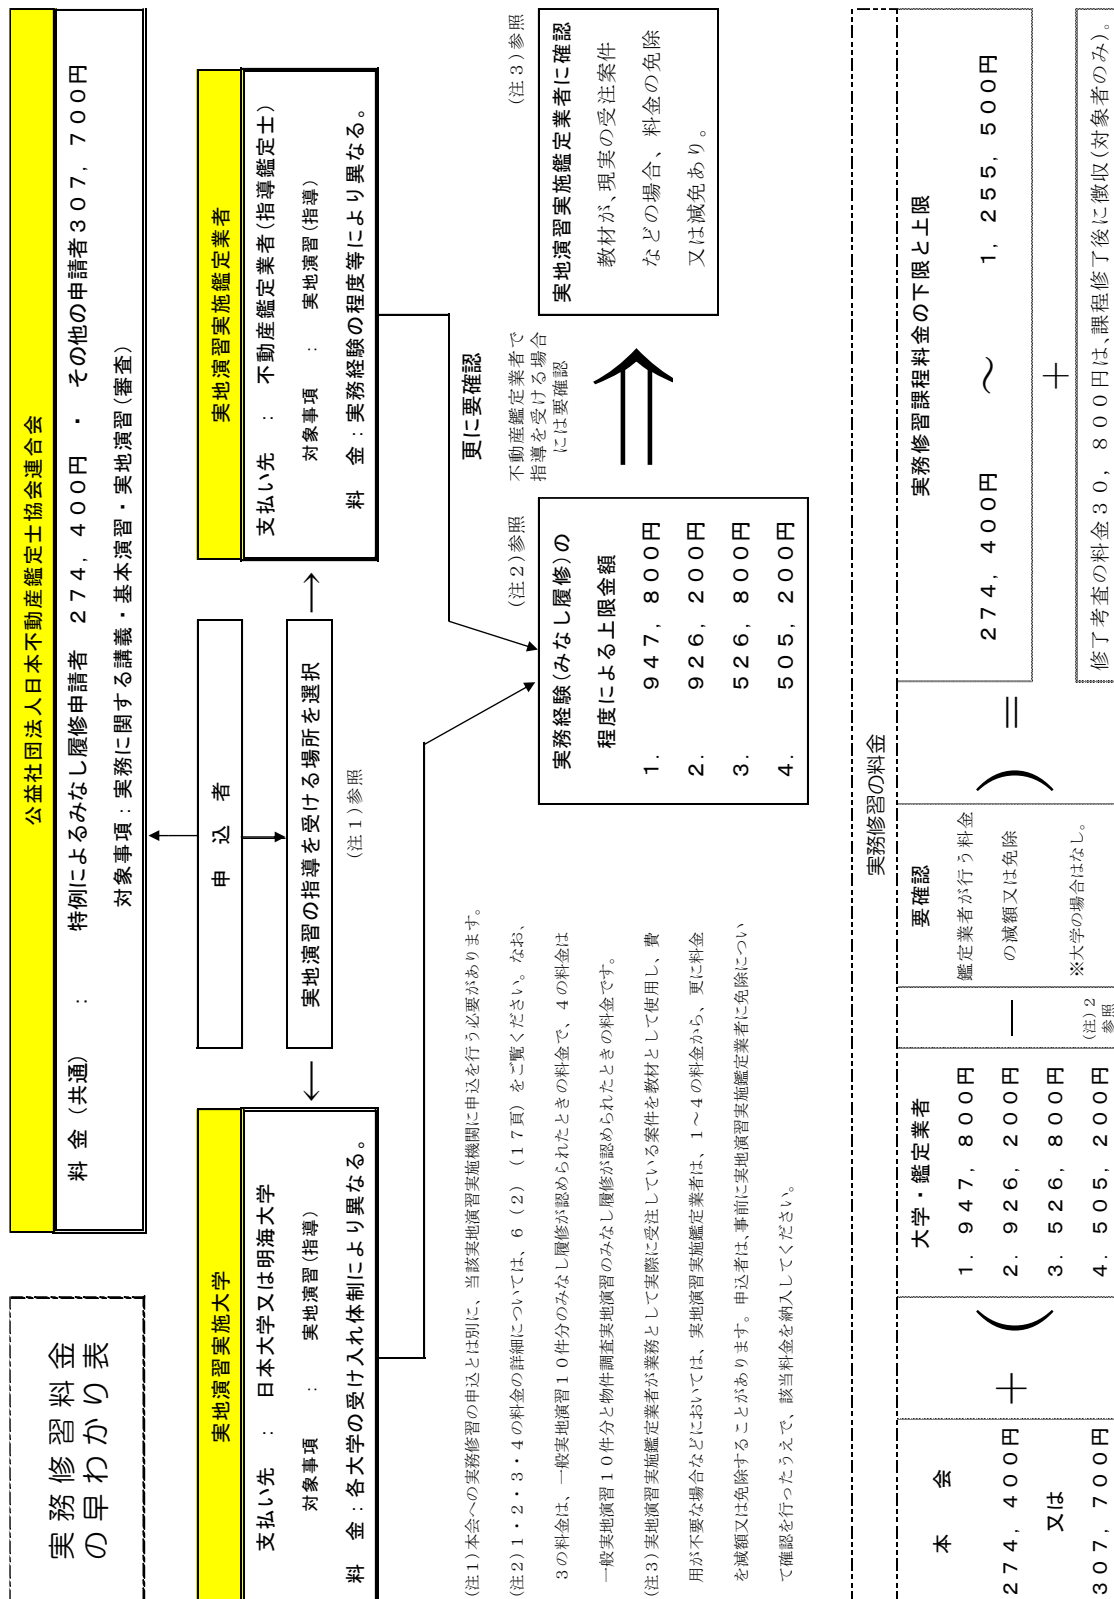 実務修習料金
の早わかり表
公益社団法人日本不動産鑑定士協会連合会
料 金 （共通） ： 特例によるみなし履修申請者 ２７４，４００円 ・ その他の申請者３０７，７００円
対象事項：実務に関する講義・基本演習・実地演習（審査）
申 込 者
実地演習の指導を受ける場所を選択
（注１）参照
実地演習実施大学
支払い先 ： 日本大学又は明海大学
対象事項 ： 実地演習（指導）
料 金：各大学の受け入れ体制により異なる。
実地演習実施鑑定業者
支払い先 ： 不動産鑑定業者（指導鑑定士）
対象事項 ： 実地演習（指導）
料 金：実務経験の程度等により異なる。
（注１）本会への実務修習の申込とは別に、当該実地演習実施機関に申込を行う必要があります。
（注２）１・２・３・４の料金の詳細については、６（２）（１７頁）をご覧ください。なお、
３の料金は、一般実地演習１０件分のみなし履修が認められたときの料金で、４の料金は
一般実地演習１０件分と物件調査実地演習のみなし履修が認められたときの料金です。
（注３）実地演習実施鑑定業者が業務として実際に受注している案件を教材として使用し、費
用が不要な場合などにおいては、実地演習実施鑑定業者は、１～４の料金から、更に料金
を減額又は免除することがあります。申込者は、事前に実地演習実施鑑定業者に免除につい
て確認を行ったうえで、該当料金を納入してください。
（注２）参照
実務経験（みなし履修）の
程度による上限金額
１． ９４７，８００円
２． ９２６，２００円
３． ５２６，８００円
４． ５０５，２００円
更に要確認
不動産鑑定業者で
指導を受ける場合
には要確認
⇒
（注３）参照
実地演習実施鑑定業者に確認
教材が、現実の受注案件
などの場合、料金の免除
又は減免あり。
実務修習の料金
本 会
２７４，４００円
又は
３０７，７００円
＋
（
大学・鑑定業者
１．９４７，８００円
２．９２６，２００円
３．５２６，８００円
４．５０５，２００円
－
（注）２
参照
要確認
鑑定業者が行う料金
の減額又は免除
※大学の場合はなし。
）
＝
実務修習課程料金の下限と上限
２７４，４００円 ～ １，２５５，５００円
＋
修了考査の料金３０，８００円は、課程修了後に徴収（対象者のみ）。